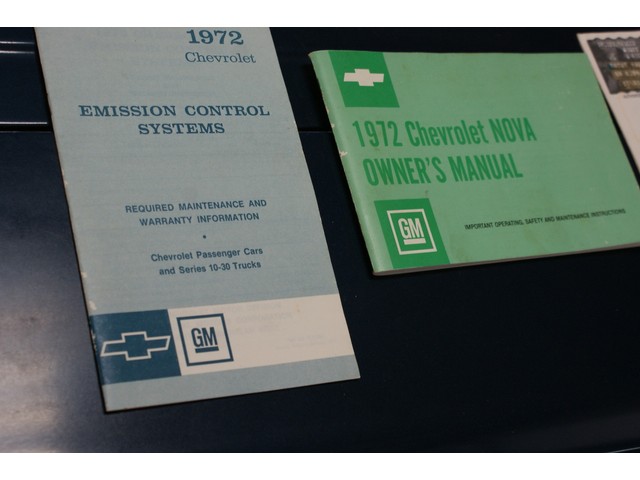 1972
Chevrolet
EMISSION CONTROL
SYSTEMS
REQUIRED MAINTENANCE AND
WARRANTY INFORMATION
•
Chevrolet Passenger Cars
and Series 10-30 Trucks
GM
1972 Chevrolet NOVA
OWNER'S MANUAL
GM
IMPORTANT OPERATING, SAFETY AND MAINTENANCE INSTRUCTIONS